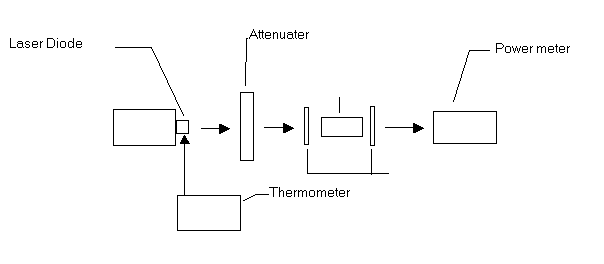 Attenuater
Laser Diode
Power meter
Thermometer